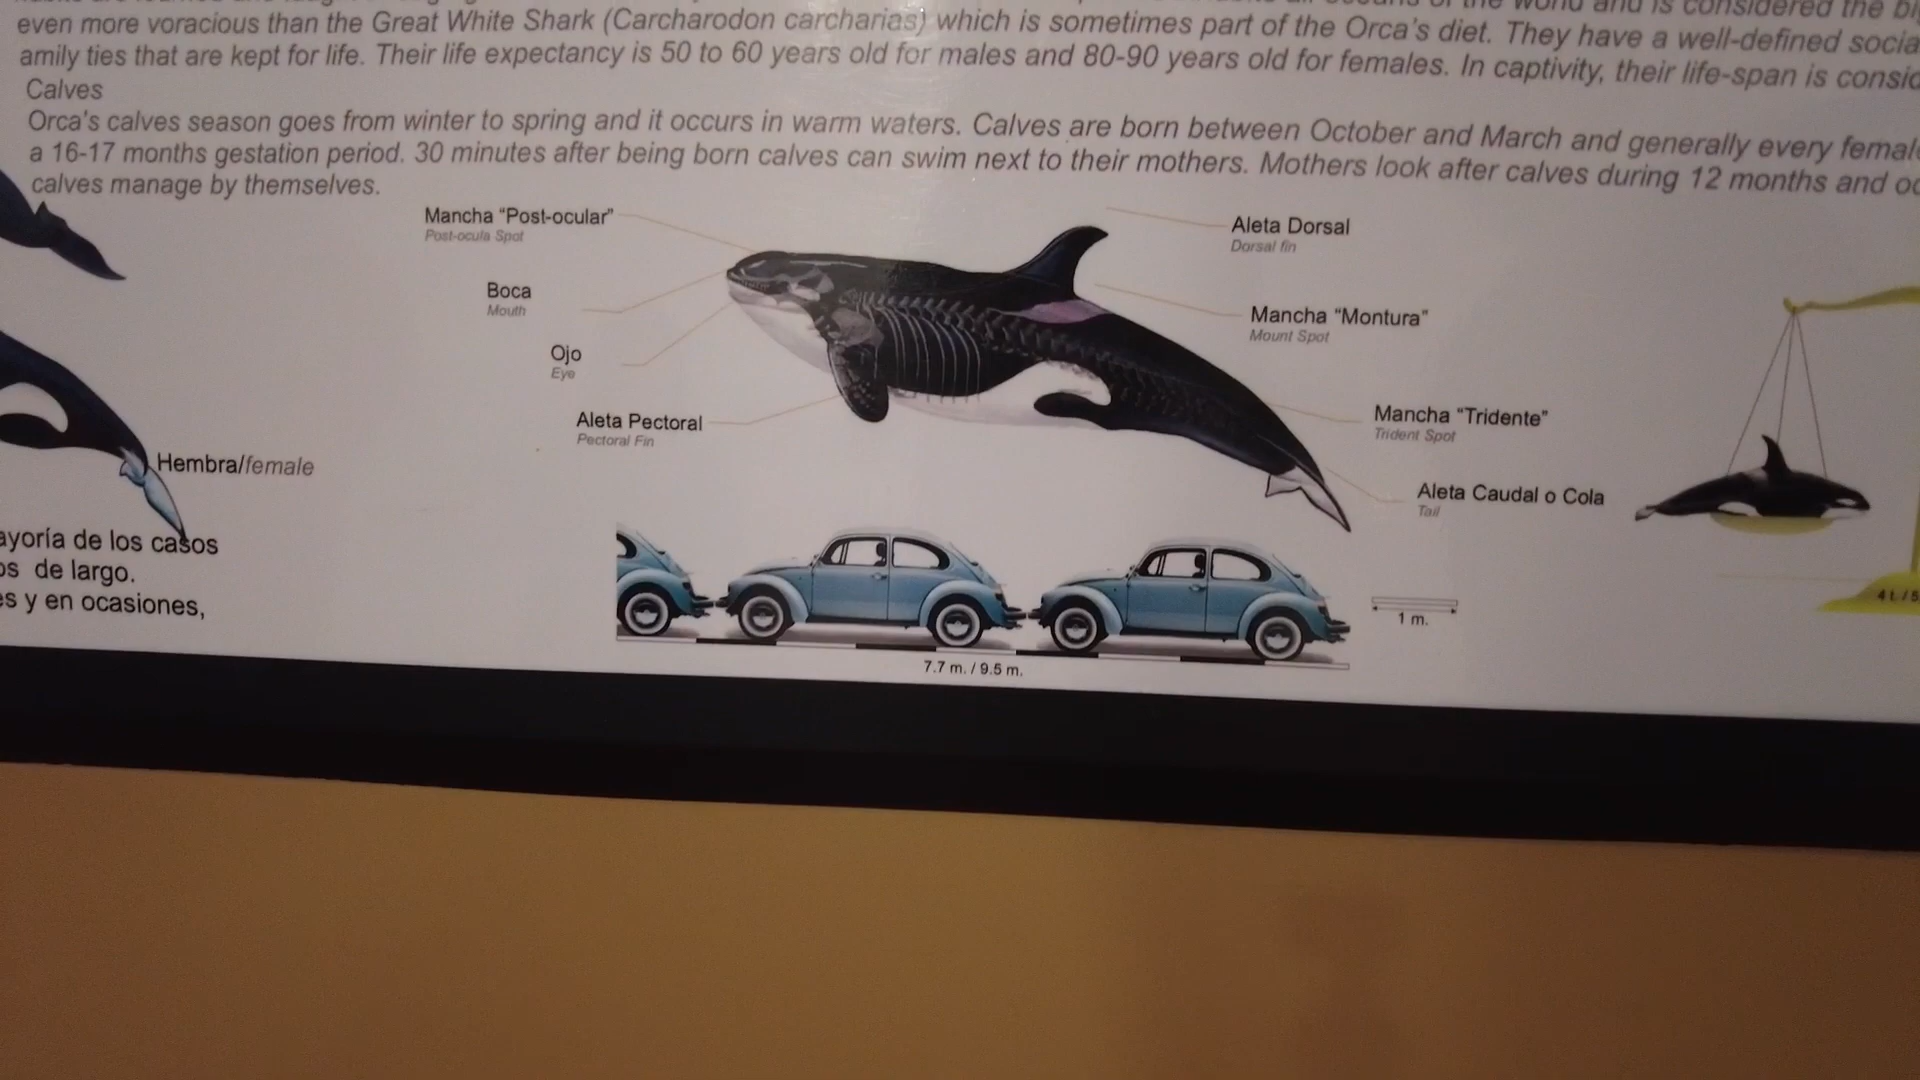 even more voracious than the Great White Shark (Carcharodon carcharias) which is sometimes part of the Orca's diet. They have a well-defined socia
amily ties that are kept for life. Their life expectancy is 50 to 60 years old for males and 80-90 years old for females. In captivity, their life-span is consid
Calves
Orca's calves season goes from winter to spring and it occurs in warm waters. Calves are born between October and March and generally every female
a 16-17 months gestation period. 30 minutes after being born calves can swim next to their mothers. Mothers look after calves during 12 months and oc
calves manage by themselves.
Mancha "Post-ocular"
Post-ocula Spot
Boca
Mouth
Ojo
Eye
Aleta Pectoral
Pectoral Fin
Aleta Dorsal
Dorsal fin
Mancha "Montura"
Mount Spot
Mancha "Tridente"
Trident Spot
Aleta Caudal o Cola
Tail
Hembra/female
ayoría de los casos
os de largo.
es y en ocasiones,
1 m.
7.7 m. / 9.5 m.
4 t. / 5